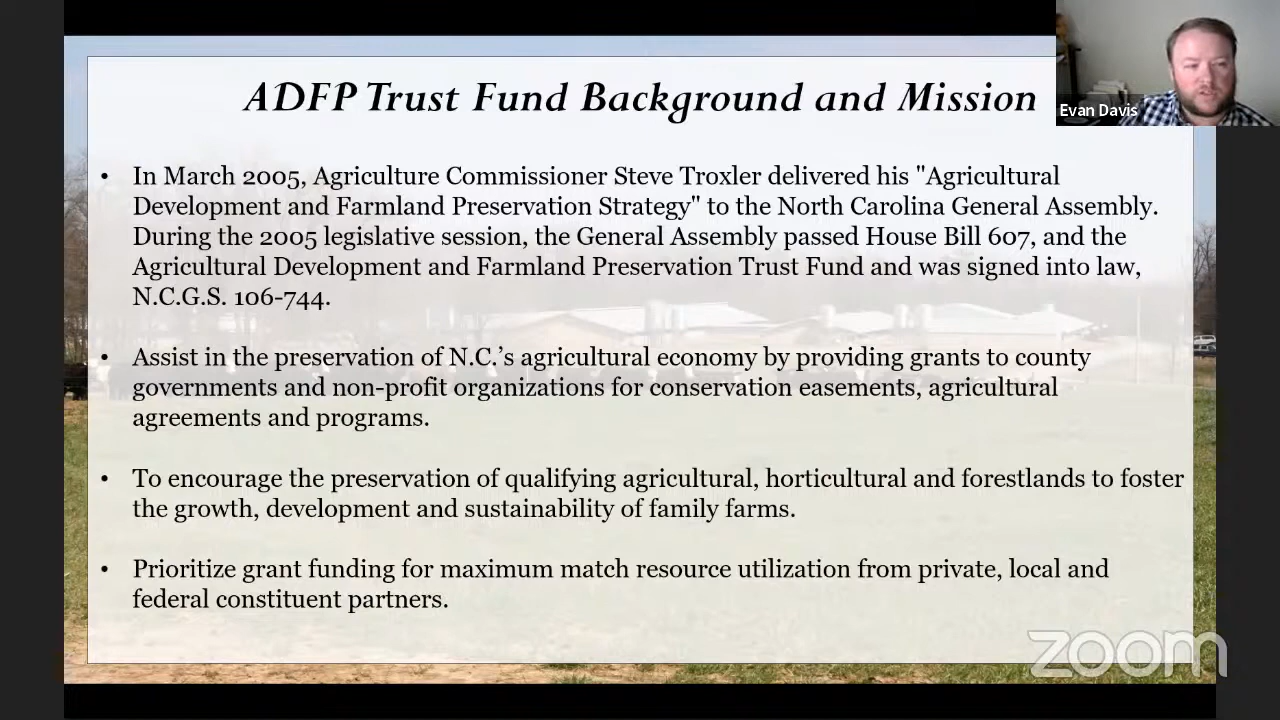 ADFP Trust Fund Background and Mission
Evan Davis
• In March 2005, Agriculture Commissioner Steve Troxler delivered his "Agricultural
Development and Farmland Preservation Strategy" to the North Carolina General Assembly.
During the 2005 legislative session, the General Assembly passed House Bill 607, and the
Agricultural Development and Farmland Preservation Trust Fund and was signed into law,
N.C.G.S. 106-744.
• Assist in the preservation of N.C.’s agricultural economy by providing grants to county
governments and non-profit organizations for conservation easements, agricultural
agreements and programs.
• To encourage the preservation of qualifying agricultural, horticultural and forestlands to foster
the growth, development and sustainability of family farms.
• Prioritize grant funding for maximum match resource utilization from private, local and
federal constituent partners.
zoom